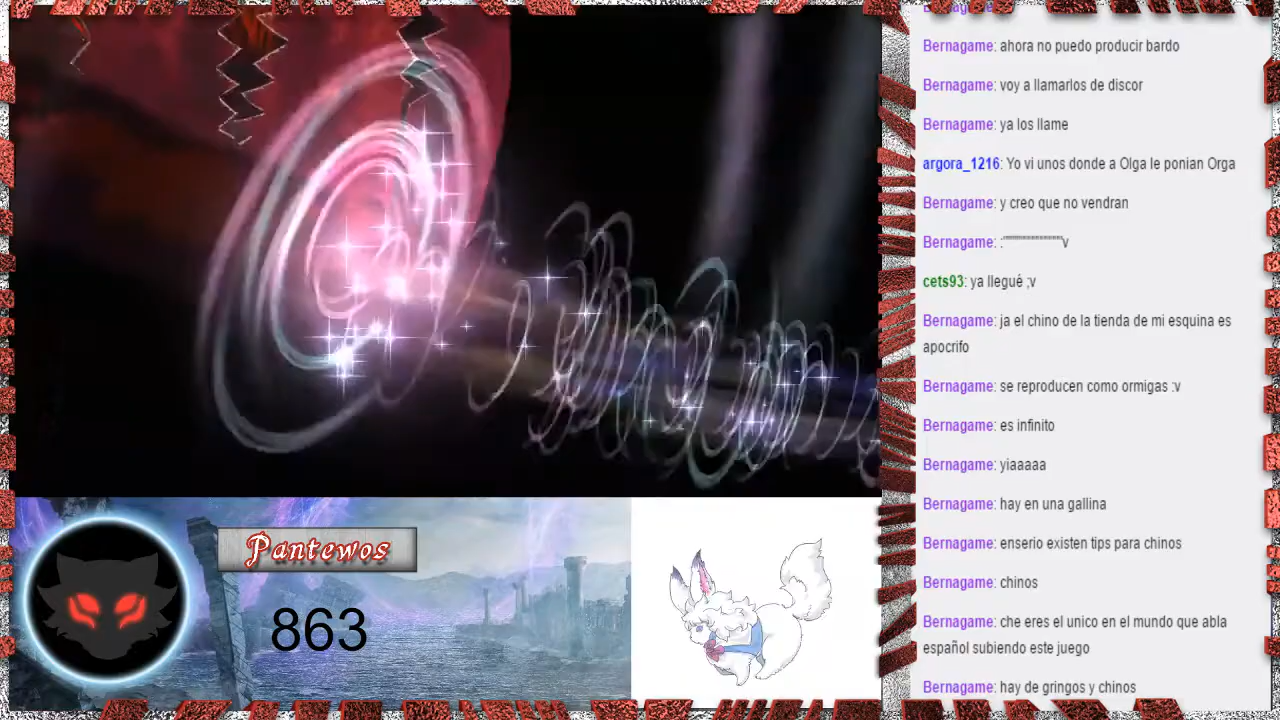 Bernagame: ahora no puedo producir bardo
Bernagame: voy a llamarlos de discor
Bernagame: ya los llame
argora_1216: Yo vi unos donde a Olga le ponian Orga
Bernagame: y creo que no vendran
Bernagame: :""""""""""""""""v
cets93: ya llegué ;v
Bernagame: ja el chino de la tienda de mi esquina es
apocrifo
Bernagame: se reproducen como ormigas :v
Bernagame: es infinito
Bernagame: yiaaaaa
Bernagame: hay en una gallina
Bernagame: enserio existen tips para chinos
Bernagame: chinos
Bernagame: che eres el unico en el mundo que abla
español subiendo este juego
Bernagame: hay de gringos y chinos
Pantewos
863